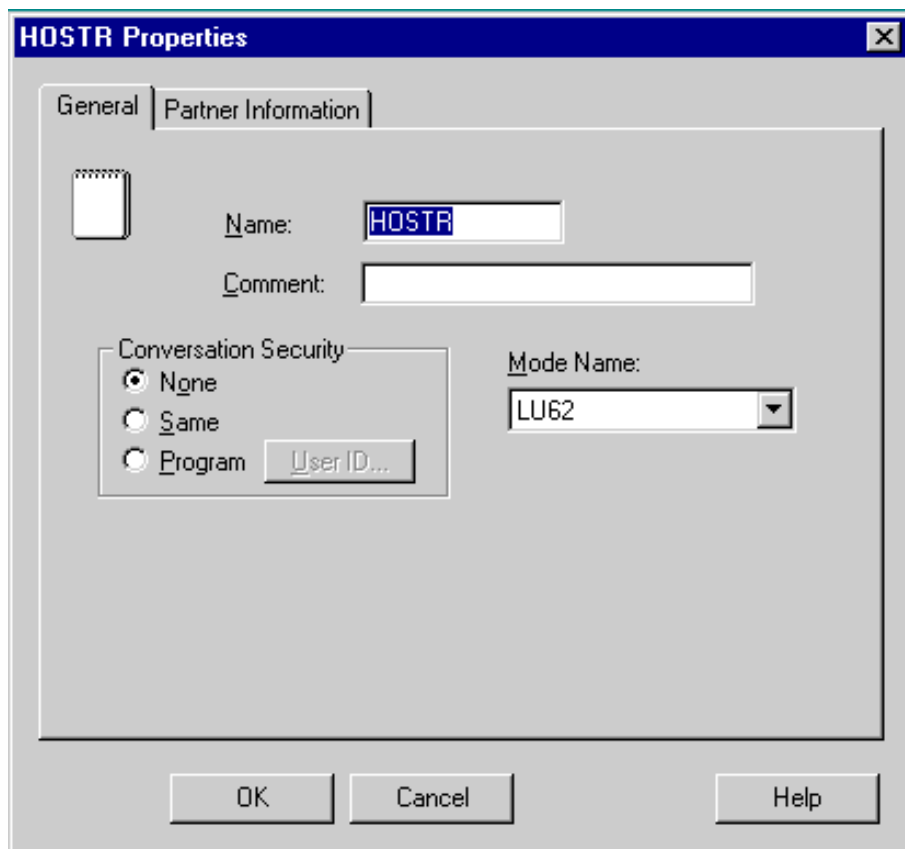 HOSTR Properties
General Partner Information
Name: HOSTR
Comment:
Conversation Security
None
Same
Program User ID...
Mode Name:
LU62
OK Cancel Help